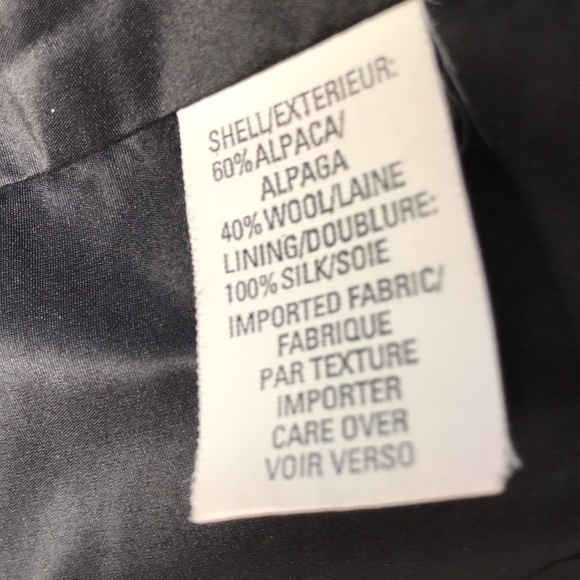 SHELL/EXTERIEUR:
60% ALPACA/
ALPAGA
40% WOOL/LAINE
LINING/DOUBLURE:
100% SILK/SOIE
IMPORTED FABRIC/
FABRIQUE
PAR TEXTURE
IMPORTER
CARE OVER
VOIR VERSO